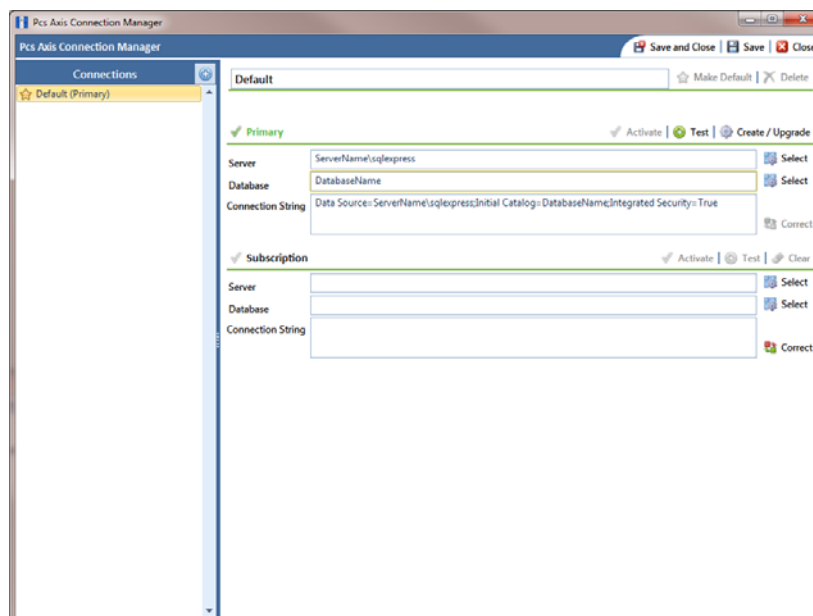 Pcs Axis Connection Manager
Pcs Axis Connection Manager
Save and Close | Save | Close
Connections
Default (Primary)
Default
Make Default | Delete
Primary
Activate | Test | Create / Upgrade
Server
ServerName\sqlexpress
Select
Database
DatabaseName
Select
Connection String
Data Source=ServerName\sqlexpress;Initial Catalog=DatabaseName;Integrated Security=True
Correct
Subscription
Activate | Test | Clear
Server
Select
Database
Select
Connection String
Correct